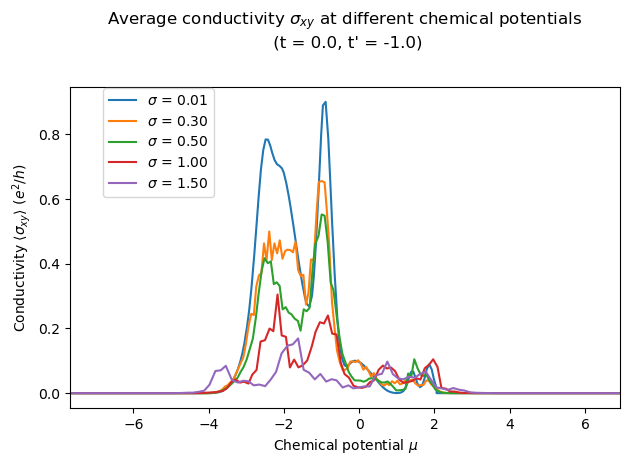 Average conductivity σxy at different chemical potentials
(t = 0.0, t' = -1.0)
σ = 0.01
σ = 0.30
σ = 0.50
σ = 1.00
σ = 1.50
0.8
0.6
0.4
0.2
0.0
Conductivity ⟨σxy⟩ (e²/h)
−6 −4 −2 0 2 4 6
Chemical potential μ